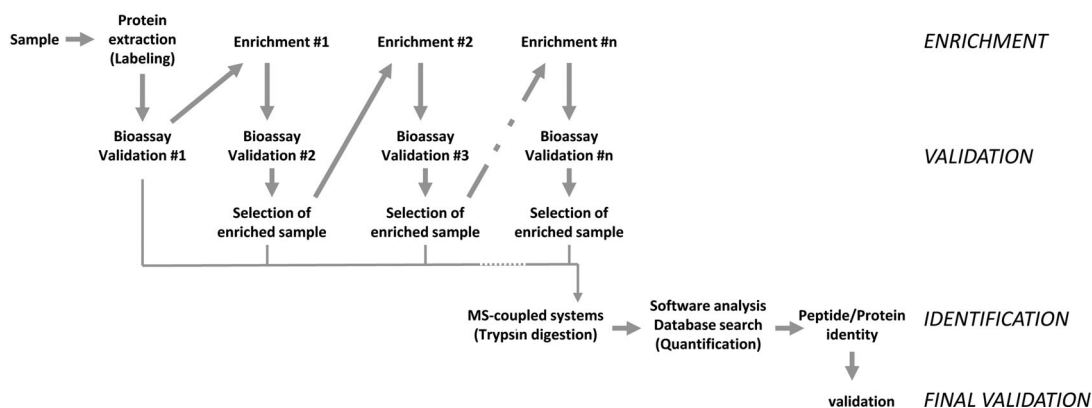 Sample
Protein
extraction
(Labeling)
Enrichment #1
Enrichment #2
Enrichment #n
ENRICHMENT
Bioassay
Validation #1
Bioassay
Validation #2
Bioassay
Validation #3
Bioassay
Validation #n
VALIDATION
Selection of
enriched sample
Selection of
enriched sample
Selection of
enriched sample
MS-coupled systems
(Trypsin digestion)
Software analysis
Database search
(Quantification)
Peptide/Protein
identity
IDENTIFICATION
validation
FINAL VALIDATION